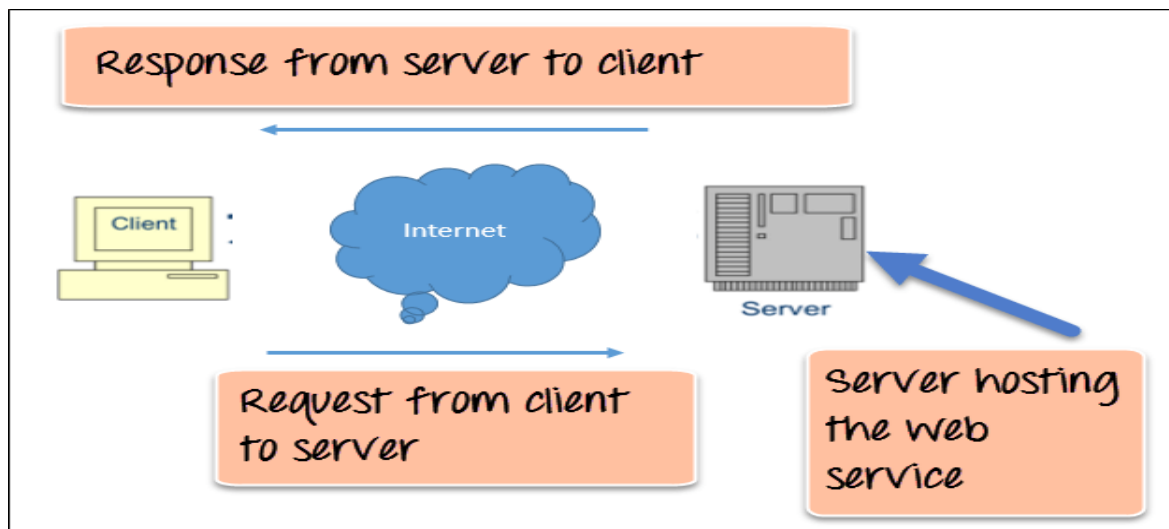 Response from server to client
Client
Internet
Server
Request from client
to server
Server hosting
the web
service